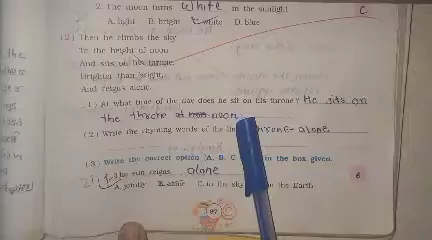 2. The moon turns white in the sunlight
A. light B. bright C. white D. blue
C
(2) Then he climbs the sky
To the height of noon
And sits on his throne,
Brighter than bright,
And reigns alone.
(1) At what time of the day does he sit on his throne? He sits on
the throne at noon.
(2) Write the rhyming words of the throne - alone
(3) Write the correct option (A, B, C in the box given.
sun reigns alone
A. jointly B. alone C. in the sky on the Earth
B
97